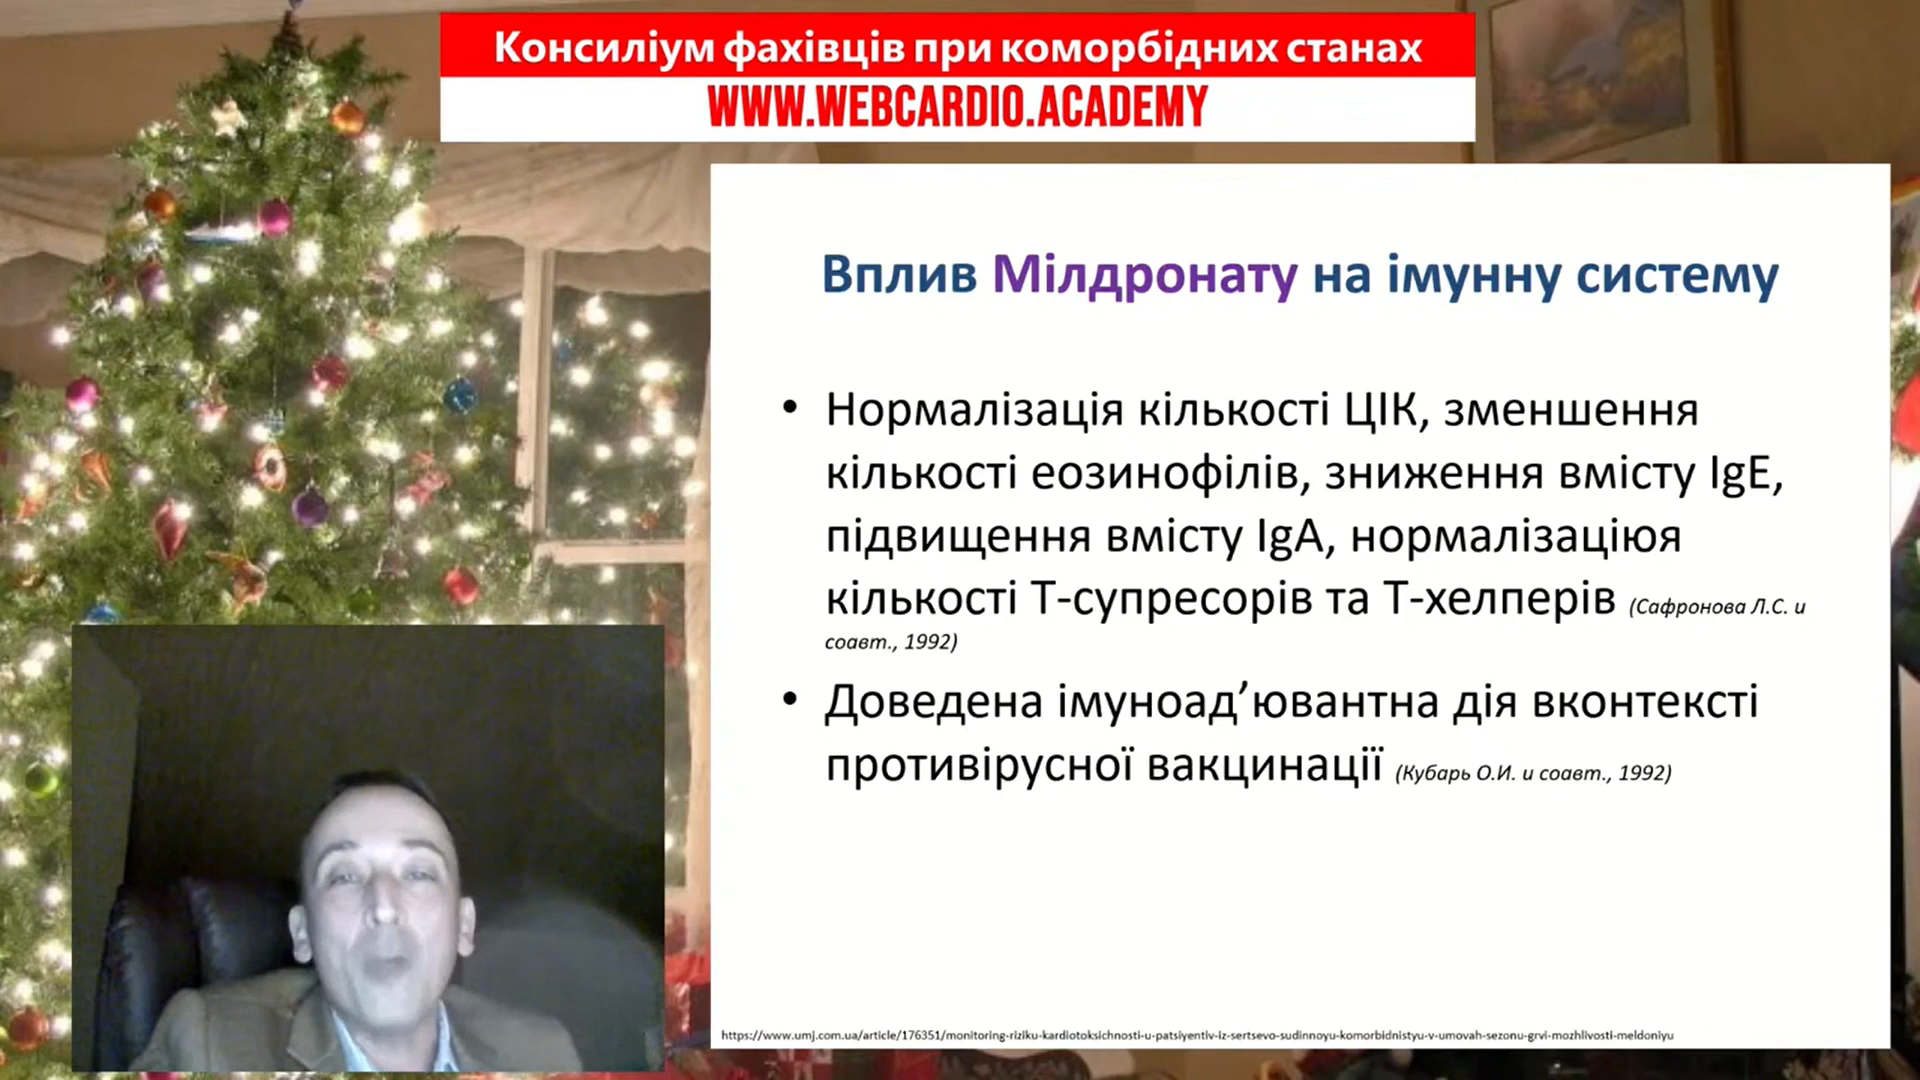 Консиліум фахівців при коморбідних станах
WWW.WEBCARDIO.ACADEMY
Вплив Мілдронату на імунну систему
• Нормалізація кількості ЦІК, зменшення
кількості еозинофілів, зниження вмісту IgE,
підвищення вмісту IgA, нормалізаціюя
кількості Т-супресорів та Т-хелперів (Сафронова Л.С. и
соавт., 1992)
• Доведена імуноад’ювантна дія вконтексті
противірусної вакцинації (Кубарь О.И. и соавт., 1992)
https://www.umj.com.ua/article/176351/monitoring-riziku-kardiotoksichnosti-u-patsiyentiv-iz-sertsevo-sudinnoyu-komorbidnistyu-v-umovah-sezonu-grvi-mozhlivosti-meldoniyu